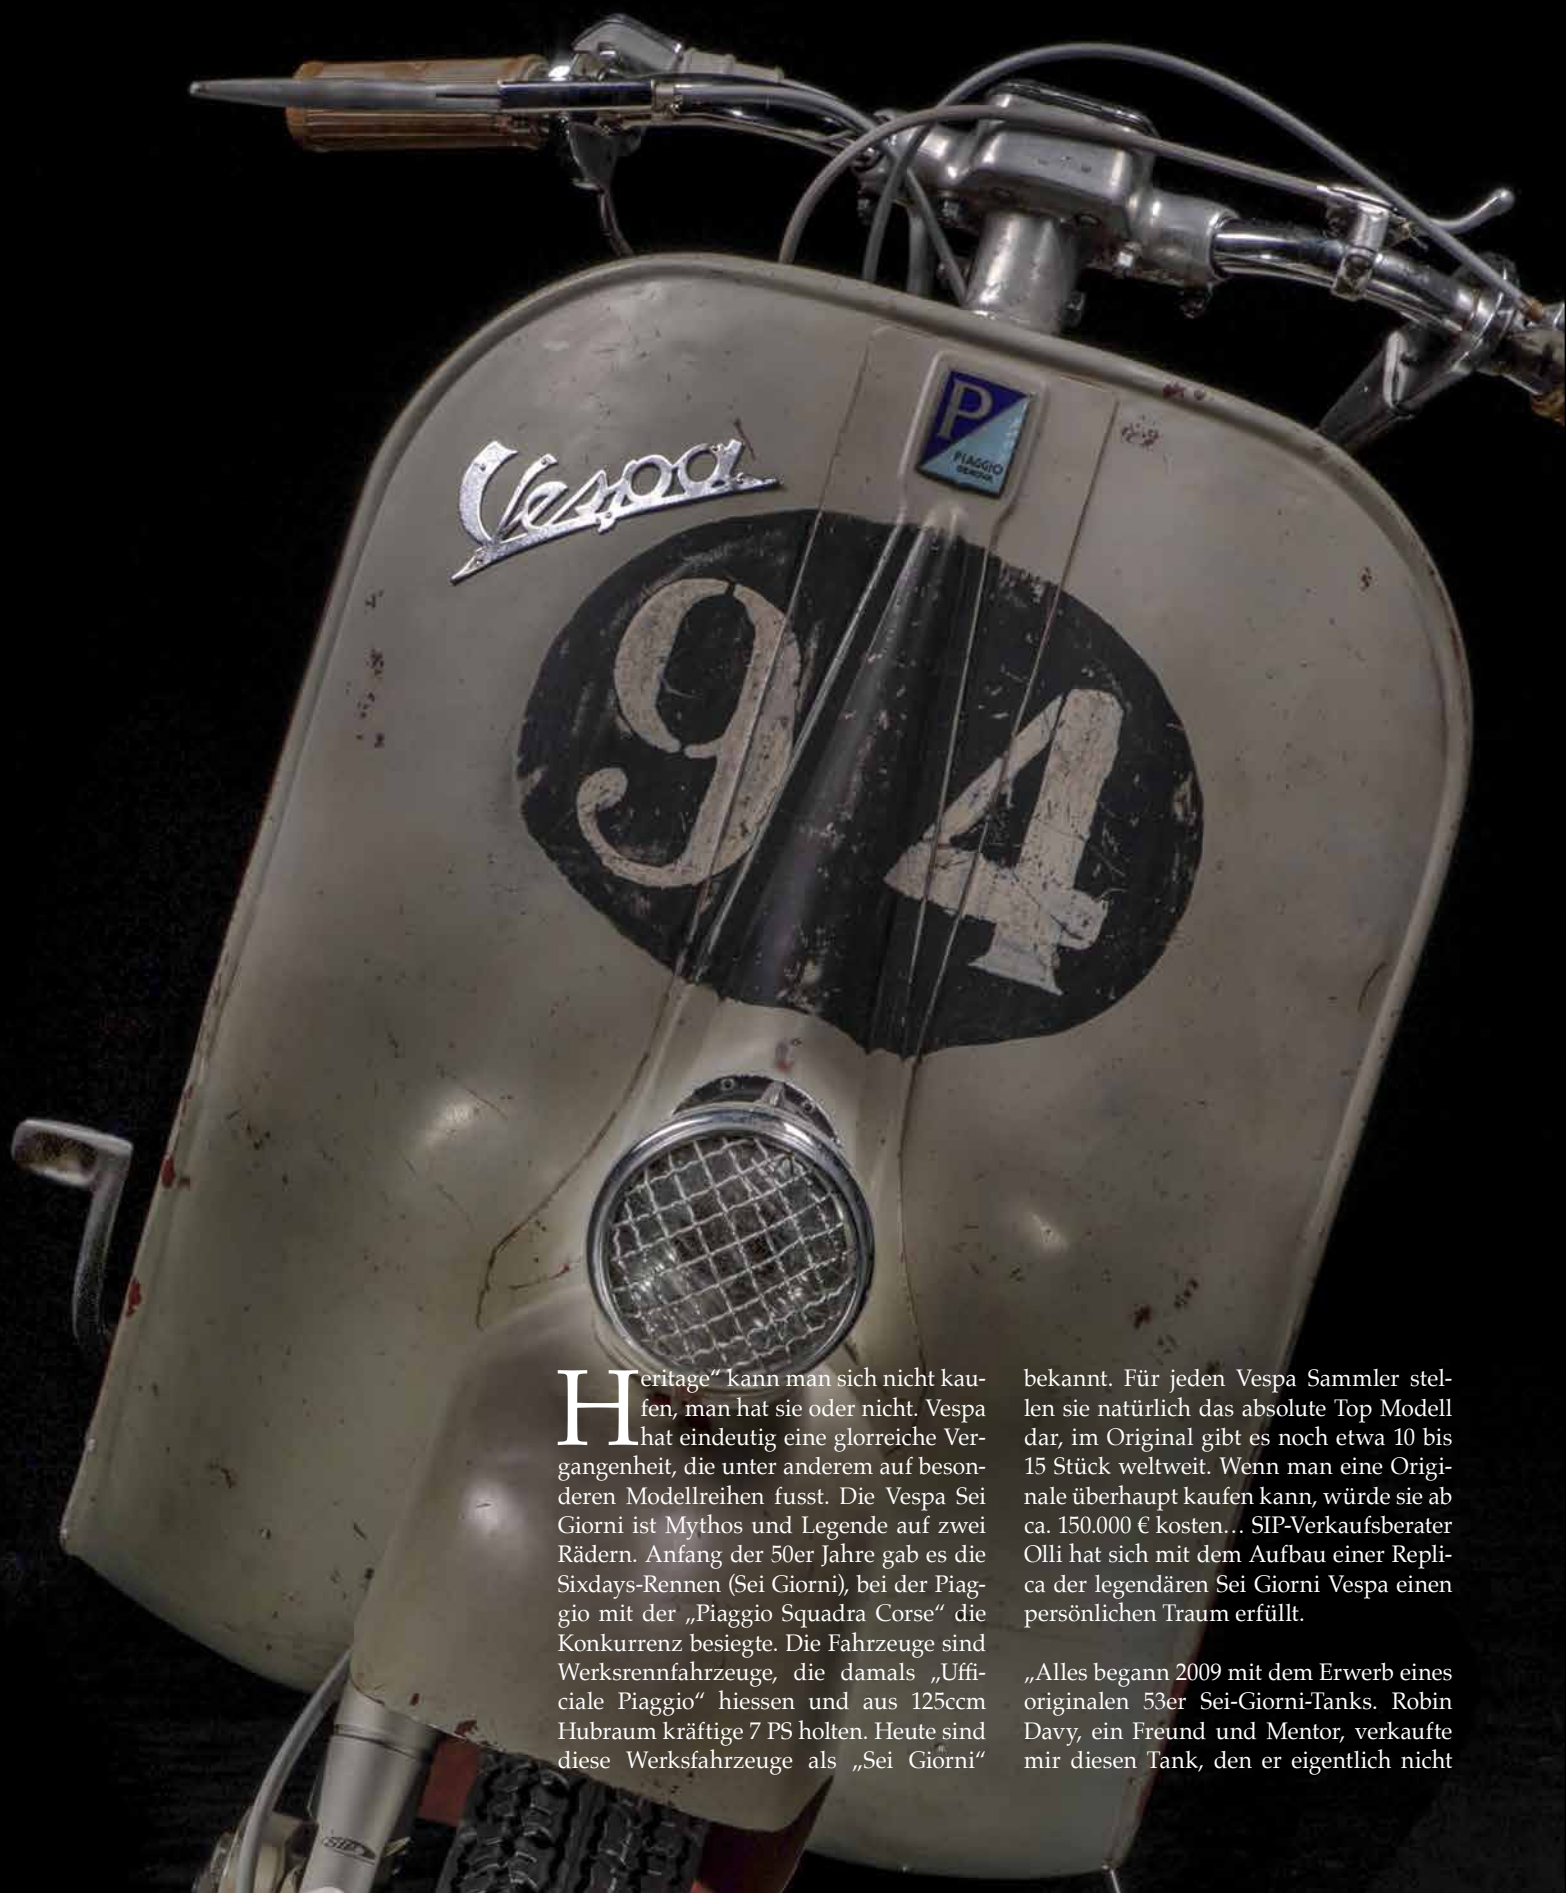 Vespa
P
PIAGGIO
GENOVA
94
SIP
Heritage“ kann man sich nicht kau-
fen, man hat sie oder nicht. Vespa
hat eindeutig eine glorreiche Ver-
gangenheit, die unter anderem auf beson-
deren Modellreihen fusst. Die Vespa Sei
Giorni ist Mythos und Legende auf zwei
Rädern. Anfang der 50er Jahre gab es die
Sixdays-Rennen (Sei Giorni), bei der Piag-
gio mit der „Piaggio Squadra Corse“ die
Konkurrenz besiegte. Die Fahrzeuge sind
Werksrennfahrzeuge, die damals „Uffi-
ciale Piaggio“ hiessen und aus 125ccm
Hubraum kräftige 7 PS holten. Heute sind
diese Werksfahrzeuge als „Sei Giorni“
bekannt. Für jeden Vespa Sammler stel-
len sie natürlich das absolute Top Modell
dar, im Original gibt es noch etwa 10 bis
15 Stück weltweit. Wenn man eine Origi-
nale überhaupt kaufen kann, würde sie ab
ca. 150.000 € kosten… SIP-Verkaufsberater
Olli hat sich mit dem Aufbau einer Repli-
ca der legendären Sei Giorni Vespa einen
persönlichen Traum erfüllt.
„Alles begann 2009 mit dem Erwerb eines
originalen 53er Sei-Giorni-Tanks. Robin
Davy, ein Freund und Mentor, verkaufte
mir diesen Tank, den er eigentlich nicht